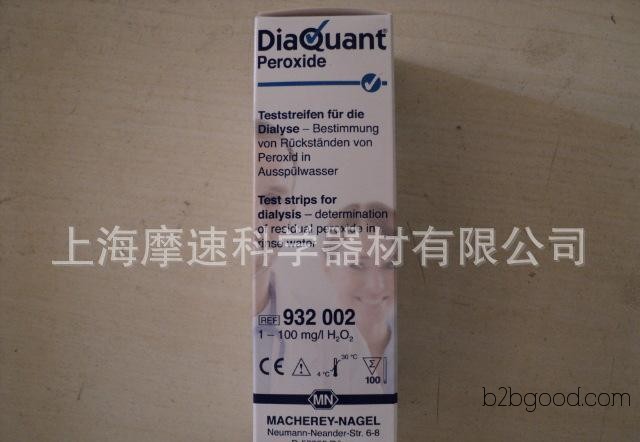 DiaQuant®
Peroxide
Teststreifen für die
Dialyse – Bestimmung
von Rückständen von
Peroxid in
Ausspülwasser
Test strips for
dialysis – determination
of residual peroxide in
rinse water
上海摩速科学器材有限公司
REF 932 002
1 – 100 mg/l H₂O₂
CE 4 °C 30 °C Σ 100
MN
MACHEREY-NAGEL
Neumann-Neander-Str. 6-8
b2bgood.com